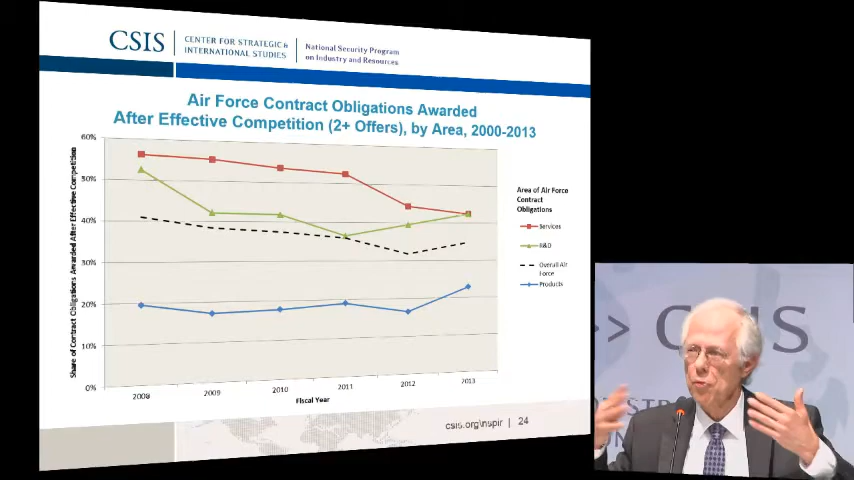 CSIS
CENTER FOR STRATEGIC &
INTERNATIONAL STUDIES
National Security Program
on Industry and Resources
Air Force Contract Obligations Awarded
After Effective Competition (2+ Offers), by Area, 2000-2013
Share of Contract Obligations Awarded After Effective Competition
60%
50%
40%
30%
20%
10%
0%
2008
2009
2010
2011
2012
2013
Fiscal Year
Area of Air Force
Contract
Obligations
Services
R&D
Overall Air
Force
Products
csis.org\nspir | 24
> CSIS